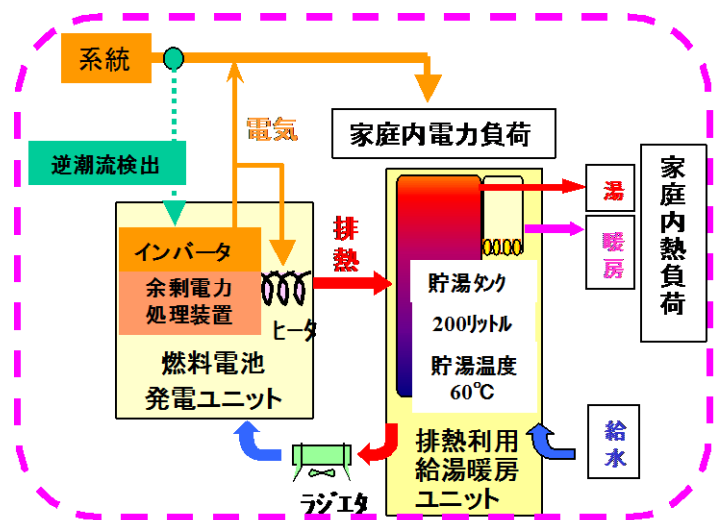 系統
電気
家庭内電力負荷
逆潮流検出
インバータ
余剰電力
処理装置
ヒータ
燃料電池
発電ユニット
排熱
貯湯タンク
200リットル
貯湯温度
60℃
排熱利用
給湯暖房
ユニット
湯
暖房
家庭内熱負荷
給水
ラジエタ